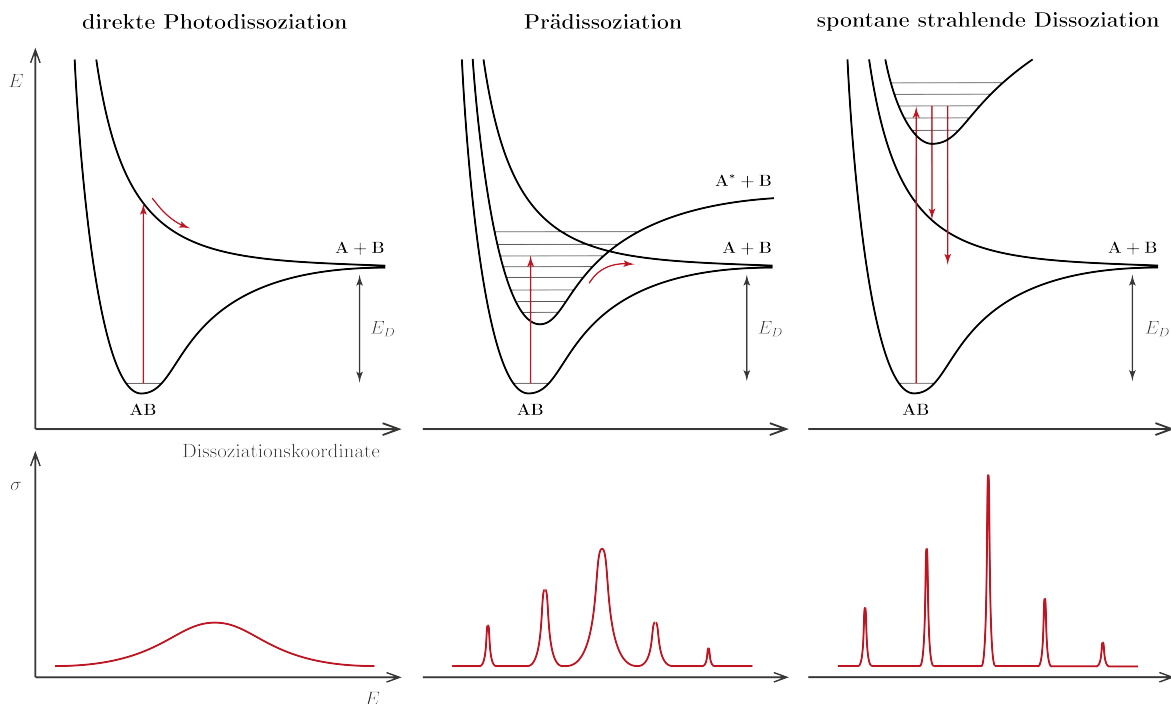 direkte Photodissoziation
Prädissoziation
spontane strahlende Dissoziation
E
A + B
E_D
AB
A* + B
A + B
E_D
AB
A + B
E_D
AB
Dissoziationskoordinate
σ
E